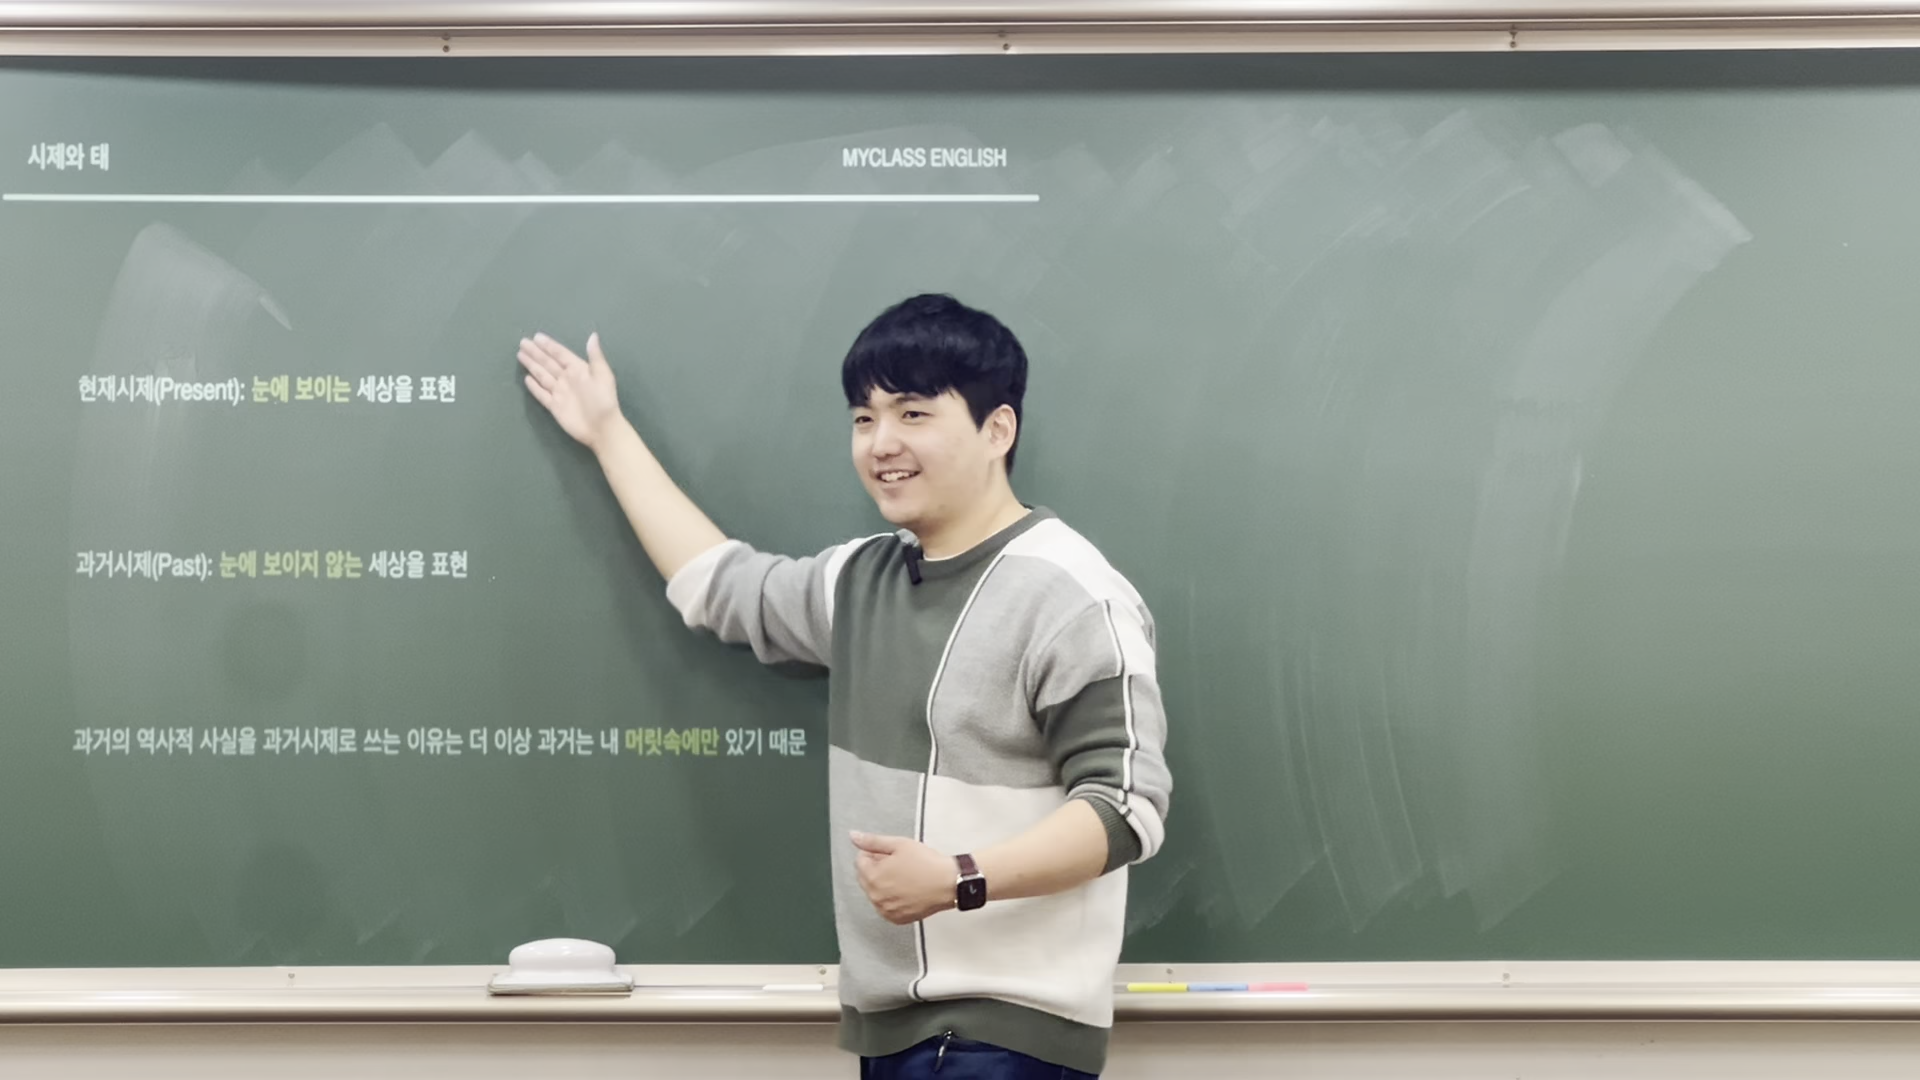 시제와 태
MYCLASS ENGLISH
현재시제(Present): 눈에 보이는 세상을 표현
과거시제(Past): 눈에 보이지 않는 세상을 표현
과거의 역사적 사실을 과거시제로 쓰는 이유는 더 이상 과거는 내 머릿속에만 있기 때문